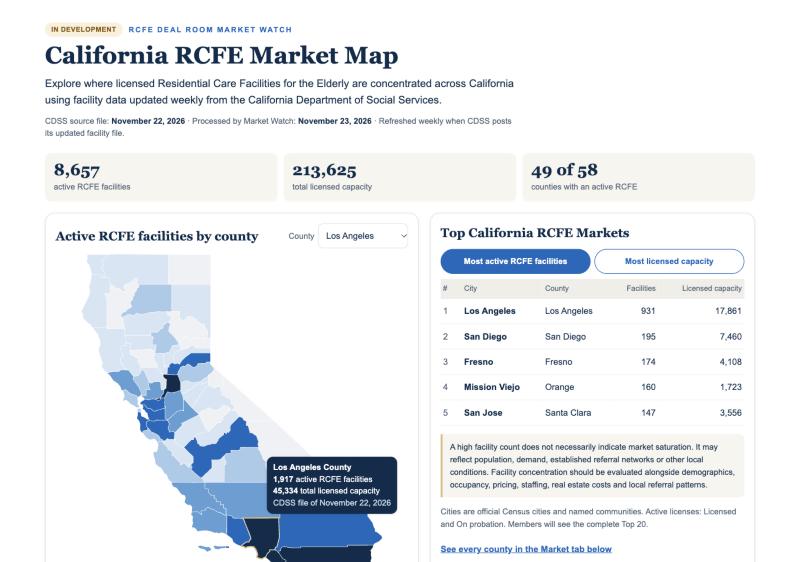 IN DEVELOPMENT RCFE DEAL ROOM MARKET WATCH
California RCFE Market Map
Explore where licensed Residential Care Facilities for the Elderly are concentrated across California
using facility data updated weekly from the California Department of Social Services.
CDSS source file: November 22, 2026 · Processed by Market Watch: November 23, 2026 · Refreshed weekly when CDSS posts
its updated facility file.
8,657
active RCFE facilities
213,625
total licensed capacity
49 of 58
counties with an active RCFE
Active RCFE facilities by county
County Los Angeles
Los Angeles County
1,917 active RCFE facilities
45,334 total licensed capacity
CDSS file of November 22, 2026
Top California RCFE Markets
Most active RCFE facilities Most licensed capacity
# City County Facilities Licensed capacity
1 Los Angeles Los Angeles 931 17,861
2 San Diego San Diego 195 7,460
3 Fresno Fresno 174 4,108
4 Mission Viejo Orange 160 1,723
5 San Jose Santa Clara 147 3,556
A high facility count does not necessarily indicate market saturation. It may
reflect population, demand, established referral networks or other local
conditions. Facility concentration should be evaluated alongside demographics,
occupancy, pricing, staffing, real estate costs and local referral patterns.
Cities are official Census cities and named communities. Active licenses: Licensed
and On probation. Members will see the complete Top 20.
See every county in the Market tab below